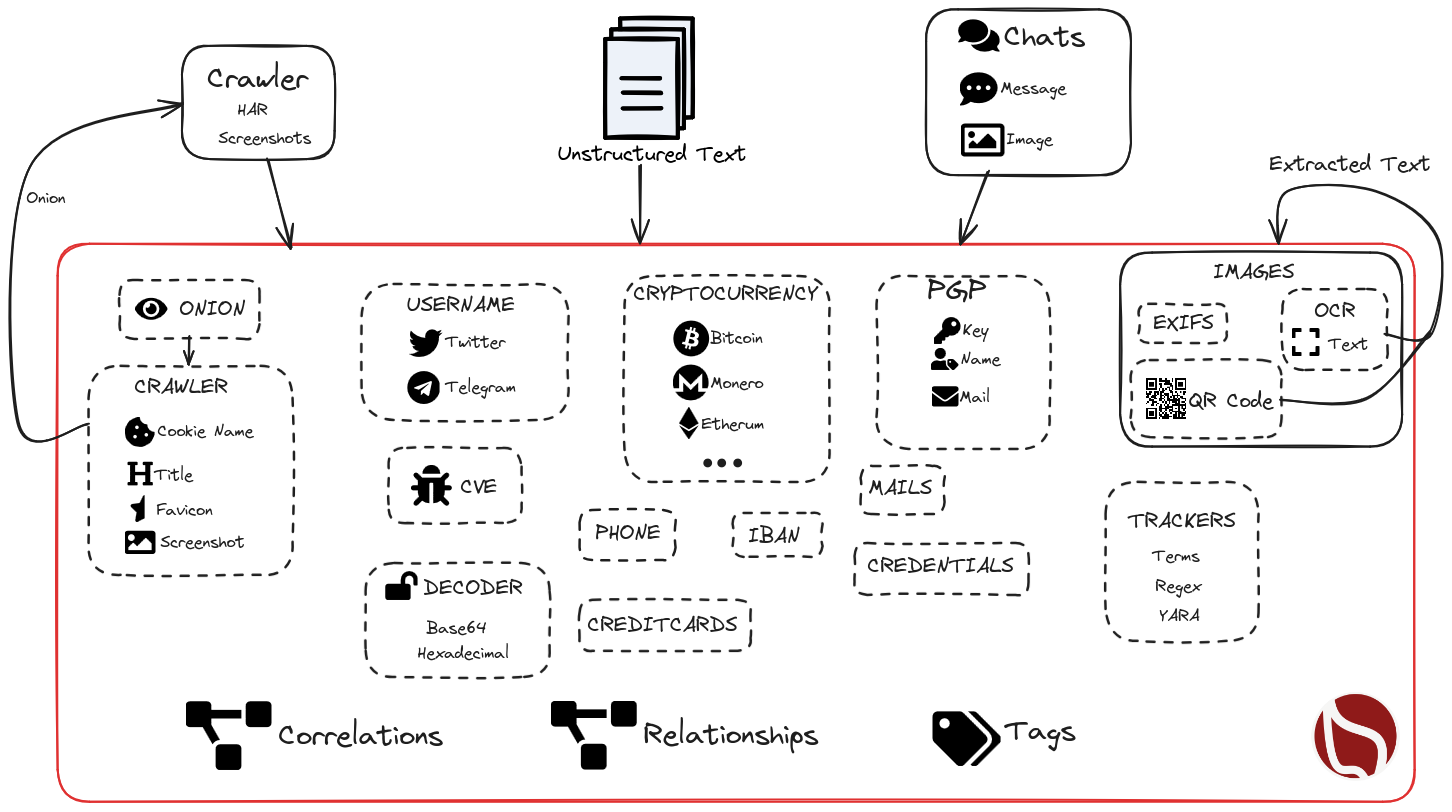 Crawler
HAR
Screenshots
Unstructured Text
Chats
Message
Image
Extracted Text
Onion
ONION
CRAWLER
Cookie Name
Title
Favicon
Screenshot
USERNAME
Twitter
Telegram
CVE
DECODER
Base64
Hexadecimal
CRYPTOCURRENCY
Bitcoin
Monero
Etherum
PHONE
IBAN
CREDITCARDS
PGP
Key
Name
Mail
MAILS
CREDENTIALS
IMAGES
EXIFS
OCR
Text
QR Code
TRACKERS
Terms
Regex
YARA
Correlations
Relationships
Tags